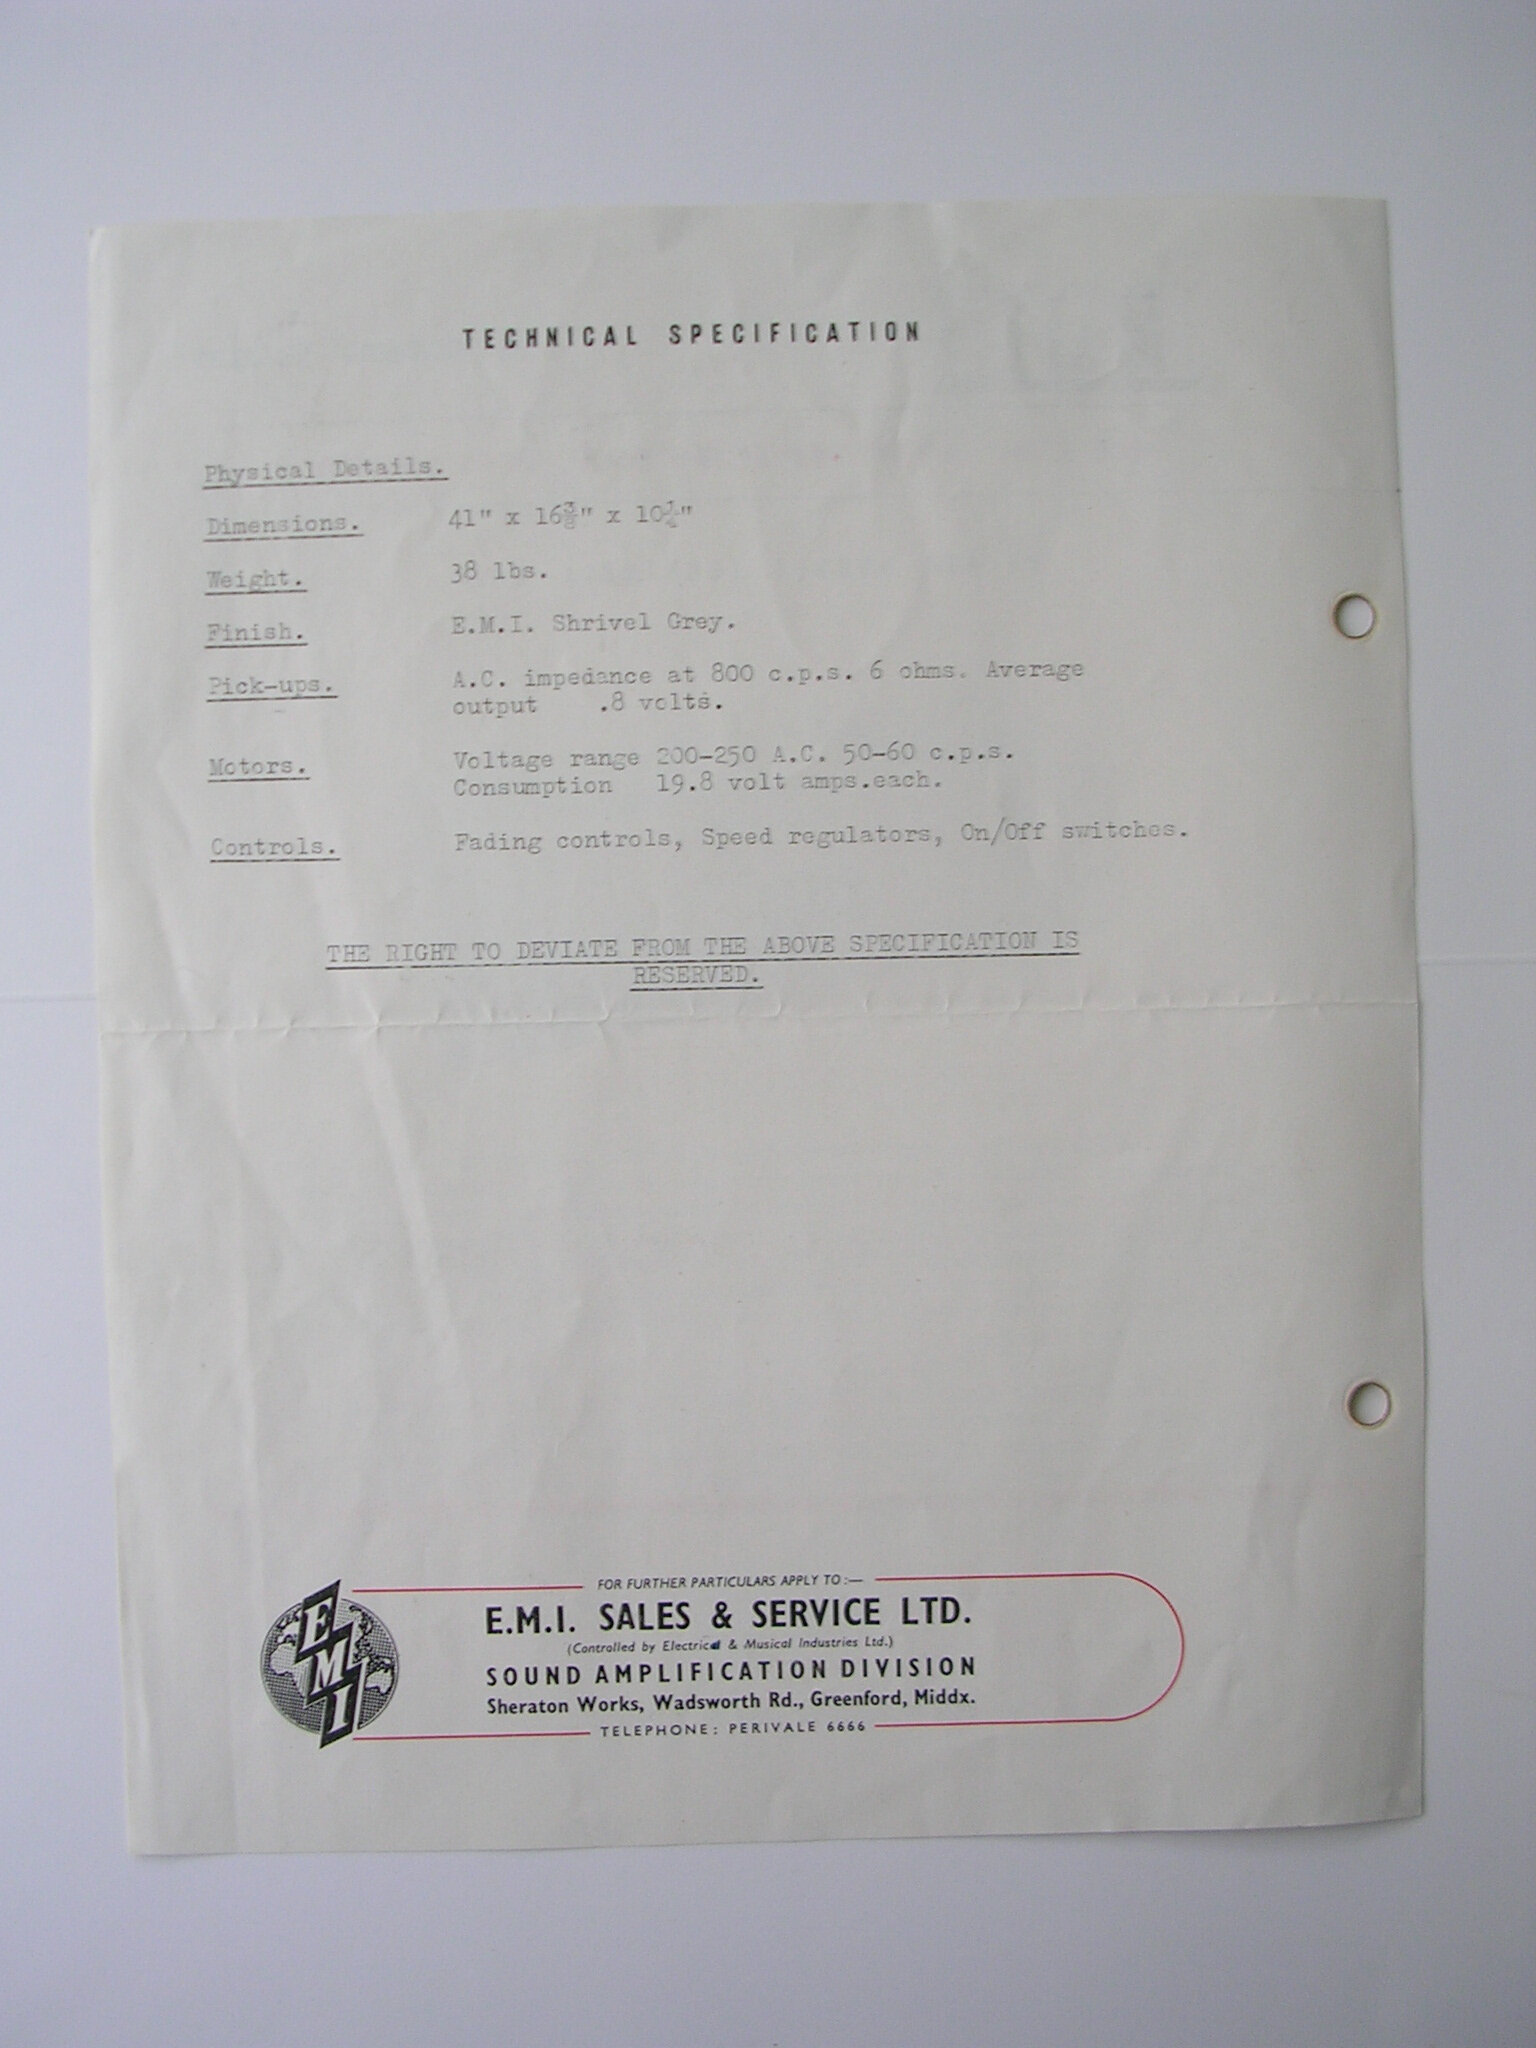 TECHNICAL SPECIFICATION
Physical Details.
Dimensions. 41" x 16⅜" x 10¼"
Weight. 38 lbs.
Finish. E.M.I. Shrivel Grey.
Pick-ups. A.C. impedance at 800 c.p.s. 6 ohms. Average
output .8 volts.
Motors. Voltage range 200-250 A.C. 50-60 c.p.s.
Consumption 19.8 volt amps.each.
Controls. Fading controls, Speed regulators, On/Off switches.
THE RIGHT TO DEVIATE FROM THE ABOVE SPECIFICATION IS
RESERVED.
FOR FURTHER PARTICULARS APPLY TO:—
EMI
E.M.I. SALES & SERVICE LTD.
(Controlled by Electrical & Musical Industries Ltd.)
SOUND AMPLIFICATION DIVISION
Sheraton Works, Wadsworth Rd., Greenford, Middx.
TELEPHONE: PERIVALE 6666